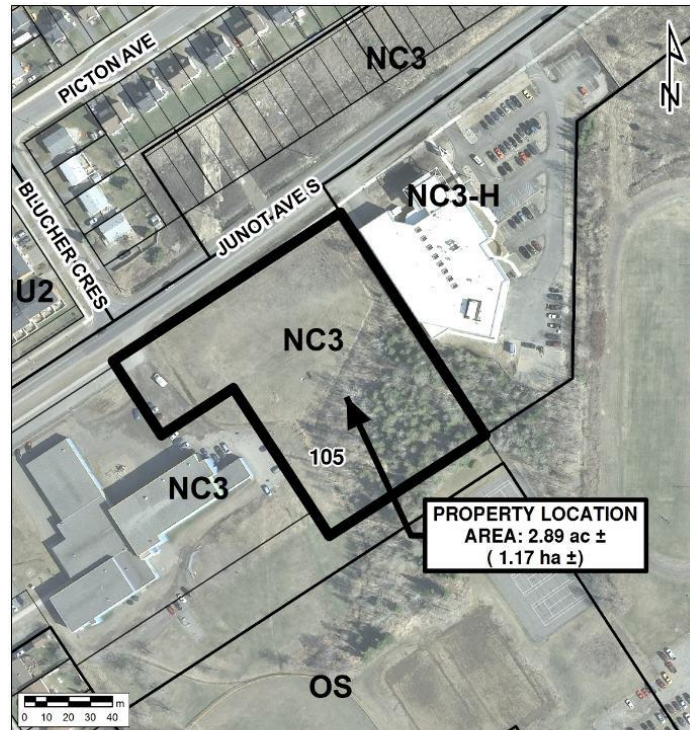 NC3
PICTON AVE
N
NC3-H
JUNOT AVE S
BLUCHER CRES
U2
NC3
105
NC3
PROPERTY LOCATION
AREA: 2.89 ac ±
( 1.17 ha ±)
OS
m
0 10 20 30 40